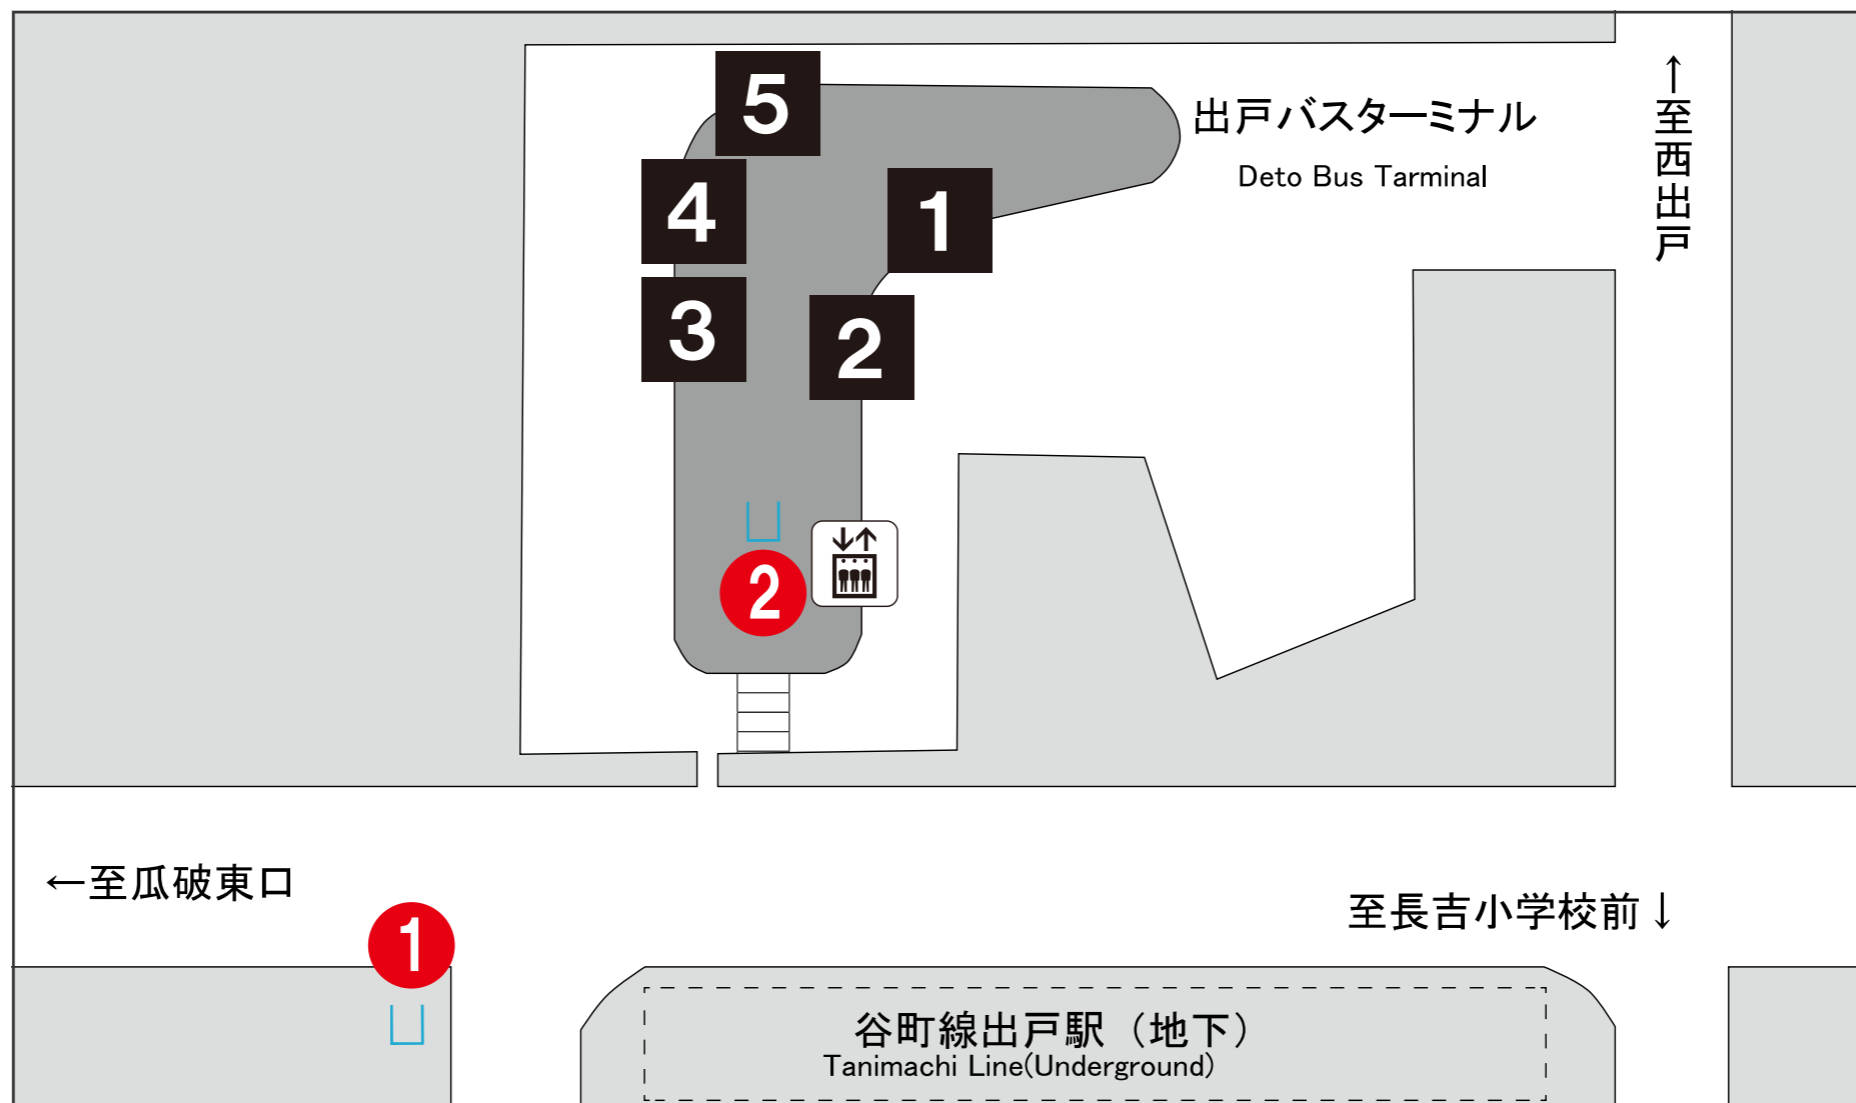 5
出戸バスターミナル
Deto Bus Tarminal
↑至西出戸
4
1
3
2
2
←至瓜破東口
至長吉小学校前↓
1
谷町線出戸駅（地下）
Tanimachi Line(Underground)